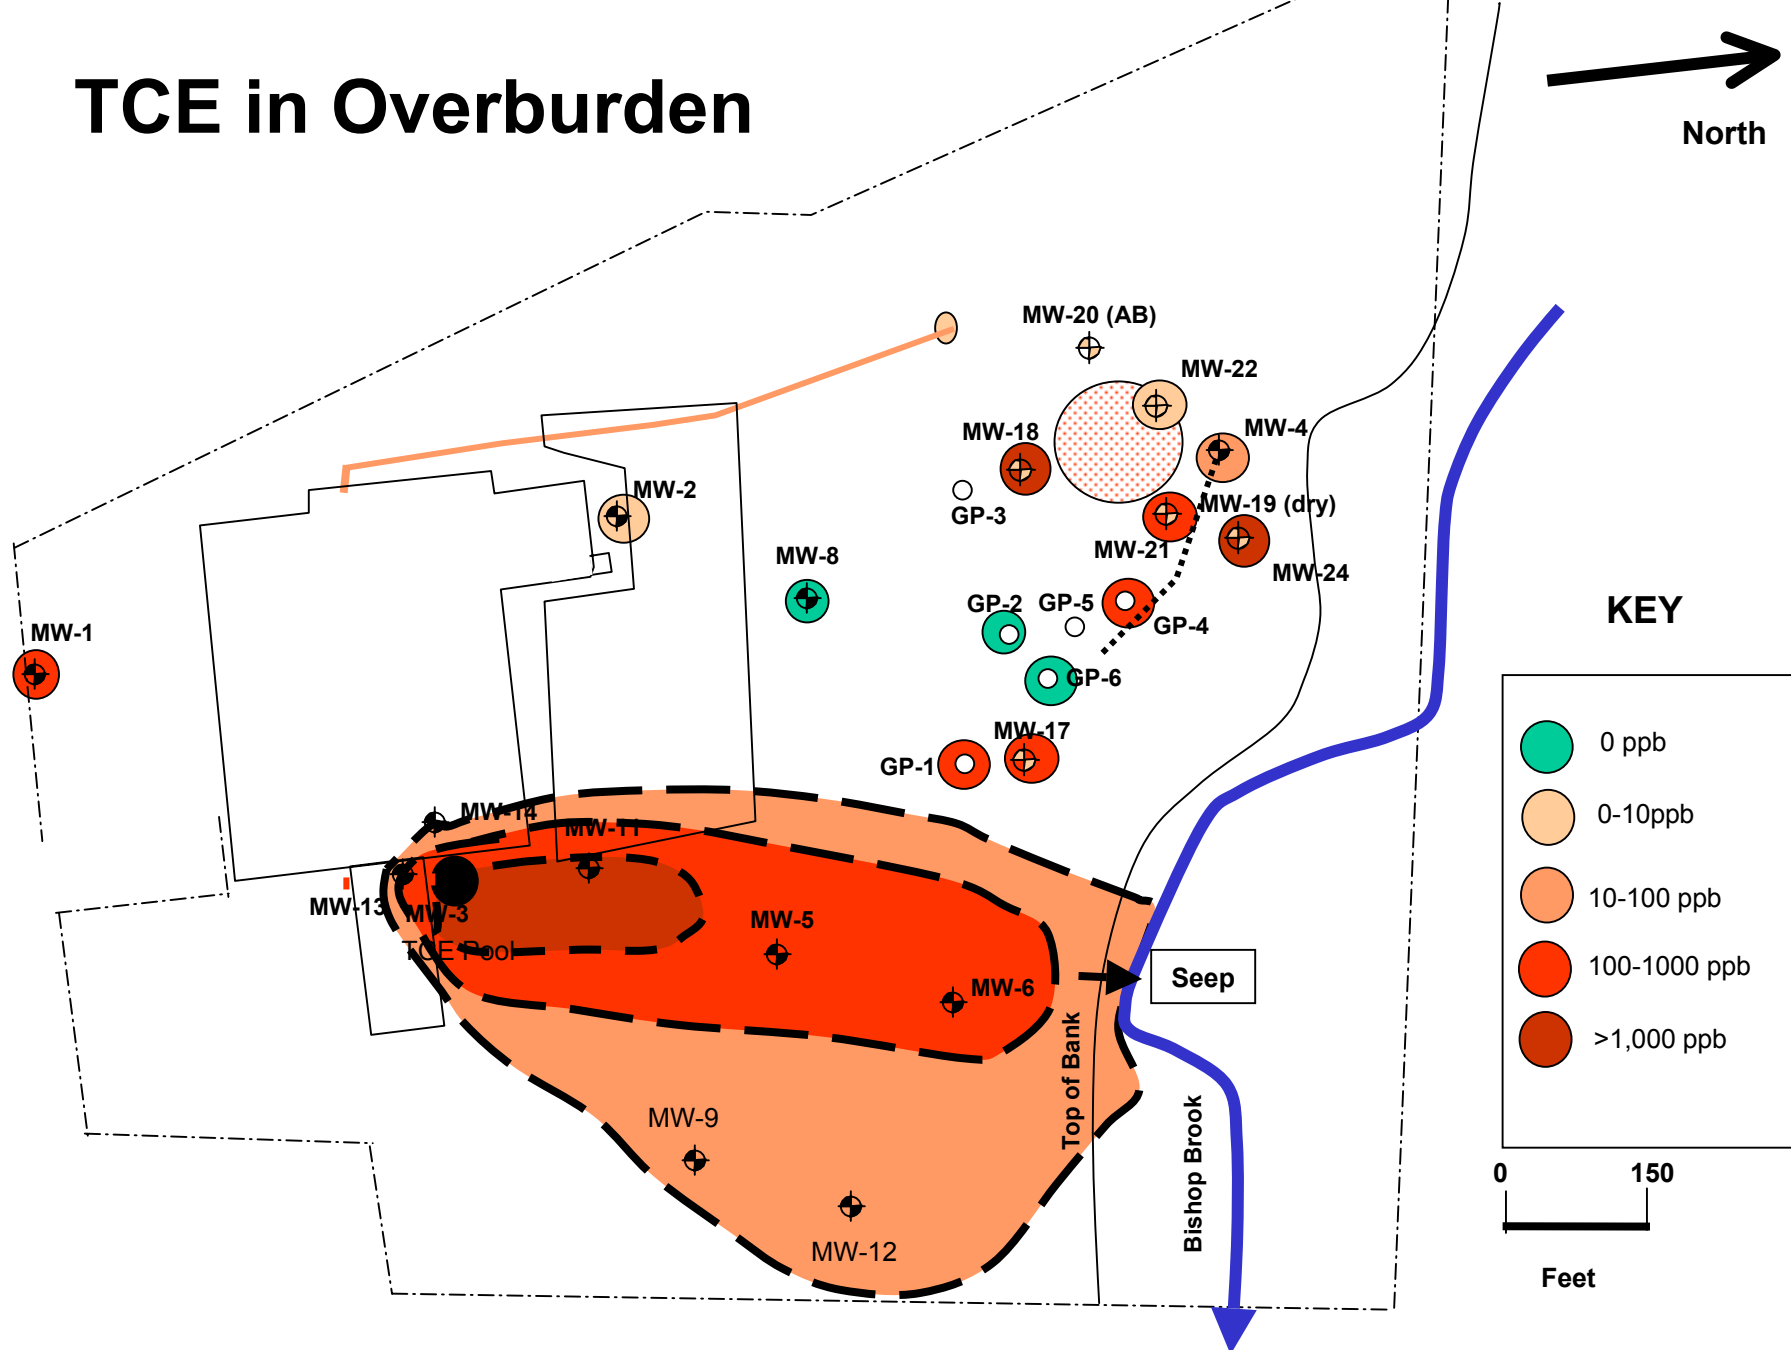 TCE in Overburden
North
MW-20 (AB)
MW-22
MW-18
MW-4
MW-2
MW-19 (dry)
GP-3
MW-21
MW-8
MW-24
GP-2
GP-5
GP-4
KEY
MW-1
GP-6
MW-17
GP-1
0 ppb
0-10ppb
10-100 ppb
100-1000 ppb
>1,000 ppb
MW-14
MW-11
MW-13
MW-3
TCE Pool
MW-5
MW-6
Seep
Top of Bank
Bishop Brook
MW-9
MW-12
0
150
Feet